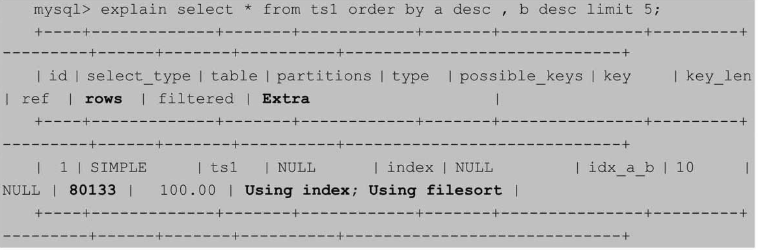 mysql> explain select * from ts1 order by a desc , b desc limit 5;
+----+-------------+-------+------------+-------+---------------+---------+
---------+------+-------+----------+-----------------------------+
| id | select_type | table | partitions | type | possible_keys | key | key_len
| ref | rows | filtered | Extra |
+----+-------------+-------+------------+-------+---------------+---------+
---------+------+-------+----------+-----------------------------+
| 1 | SIMPLE | ts1 | NULL | index | NULL | idx_a_b | 10 |
NULL | 80133 | 100.00 | Using index; Using filesort |
+----+-------------+-------+------------+-------+---------------+---------+
---------+------+-------+----------+-----------------------------+